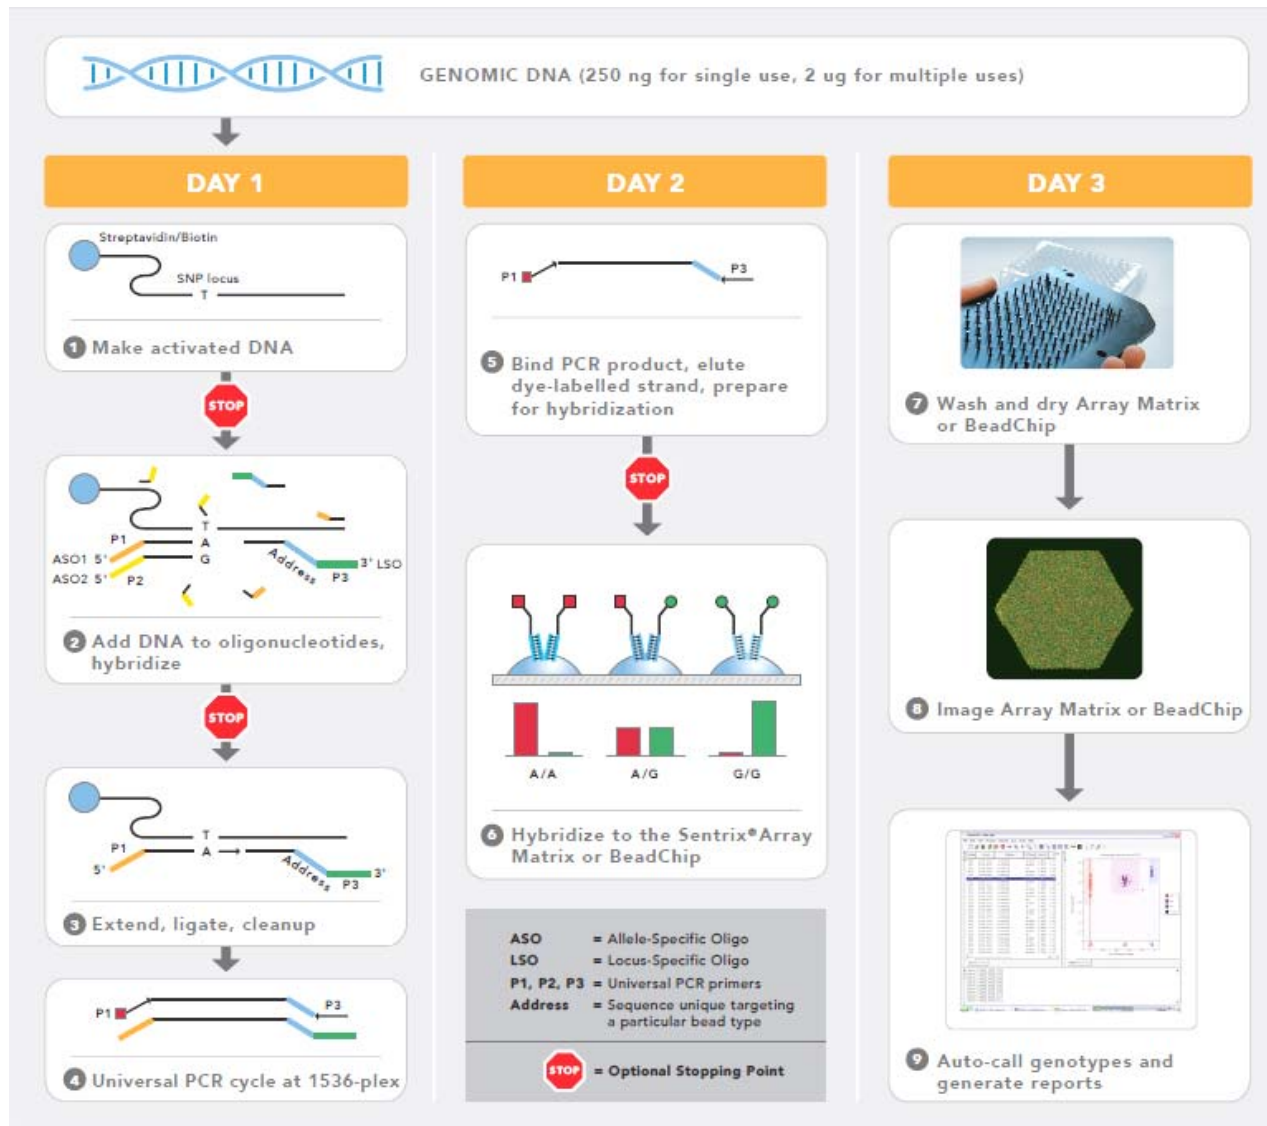 GENOMIC DNA (250 ng for single use, 2 ug for multiple uses)
DAY 1
Streptavidin/Biotin
SNP locus
T
1 Make activated DNA
STOP
T
P1
A
ASO1 5'
G
Address
3' LSO
ASO2 5'
P2
P3
2 Add DNA to oligonucleotides,
hybridize
STOP
T
P1
A
5'
Address
3'
P3
3 Extend, ligate, cleanup
P1
P3
4 Universal PCR cycle at 1536-plex
DAY 2
P1
P3
5 Bind PCR product, elute
dye-labelled strand, prepare
for hybridization
STOP
A/A
A/G
G/G
6 Hybridize to the Sentrix® Array
Matrix or BeadChip
ASO = Allele-Specific Oligo
LSO = Locus-Specific Oligo
P1, P2, P3 = Universal PCR primers
Address = Sequence unique targeting
a particular bead type
STOP = Optional Stopping Point
DAY 3
7 Wash and dry Array Matrix
or BeadChip
8 Image Array Matrix or BeadChip
9 Auto-call genotypes and
generate reports